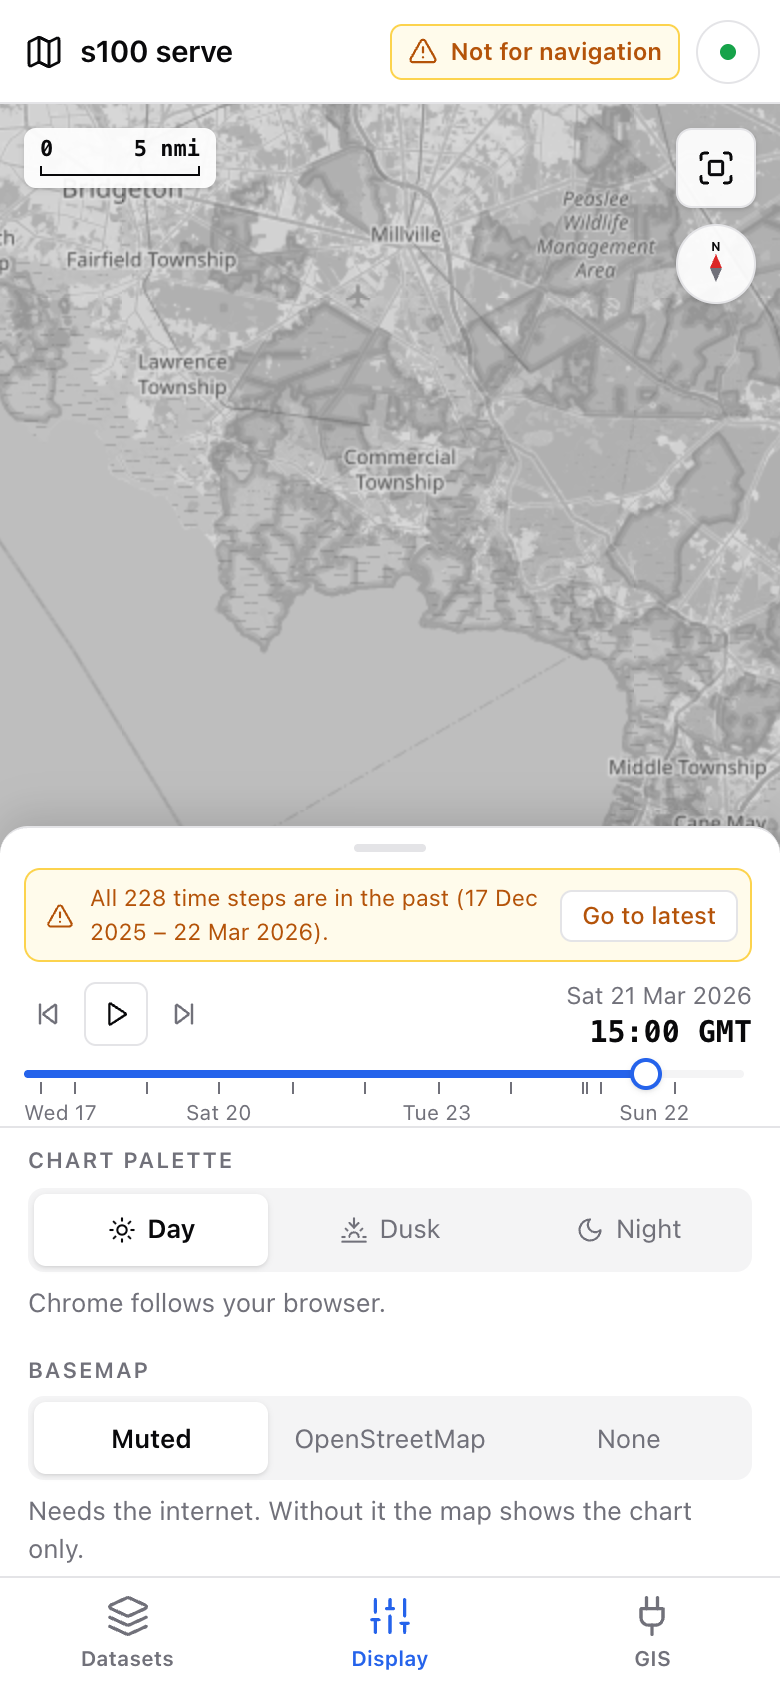 s100 serve
Not for navigation
0 5 nmi
Bridgeton
Peaslee
Wildlife
Management
Area
Millville
Fairfield Township
Lawrence
Township
Commercial
Township
Middle Township
Cape May
All 228 time steps are in the past (17 Dec
2025 – 22 Mar 2026).
Go to latest
Sat 21 Mar 2026
15:00 GMT
Wed 17 Sat 20 Tue 23 Sun 22
CHART PALETTE
Day Dusk Night
Chrome follows your browser.
BASEMAP
Muted OpenStreetMap None
Needs the internet. Without it the map shows the chart
only.
Datasets Display GIS